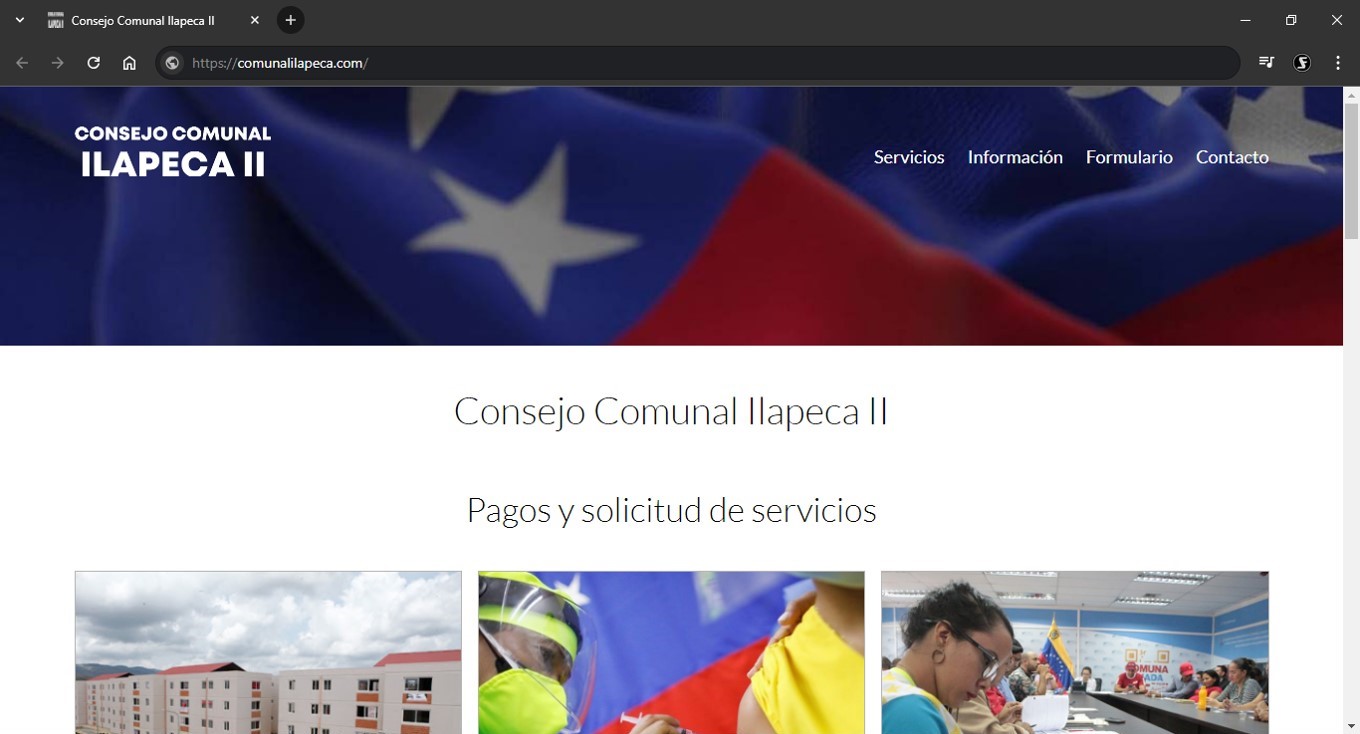 Consejo Comunal Ilapeca II
https://comunalilapeca.com/
CONSEJO COMUNAL
ILAPECA II
Servicios Información Formulario Contacto
Consejo Comunal Ilapeca II
Pagos y solicitud de servicios
COMUNA